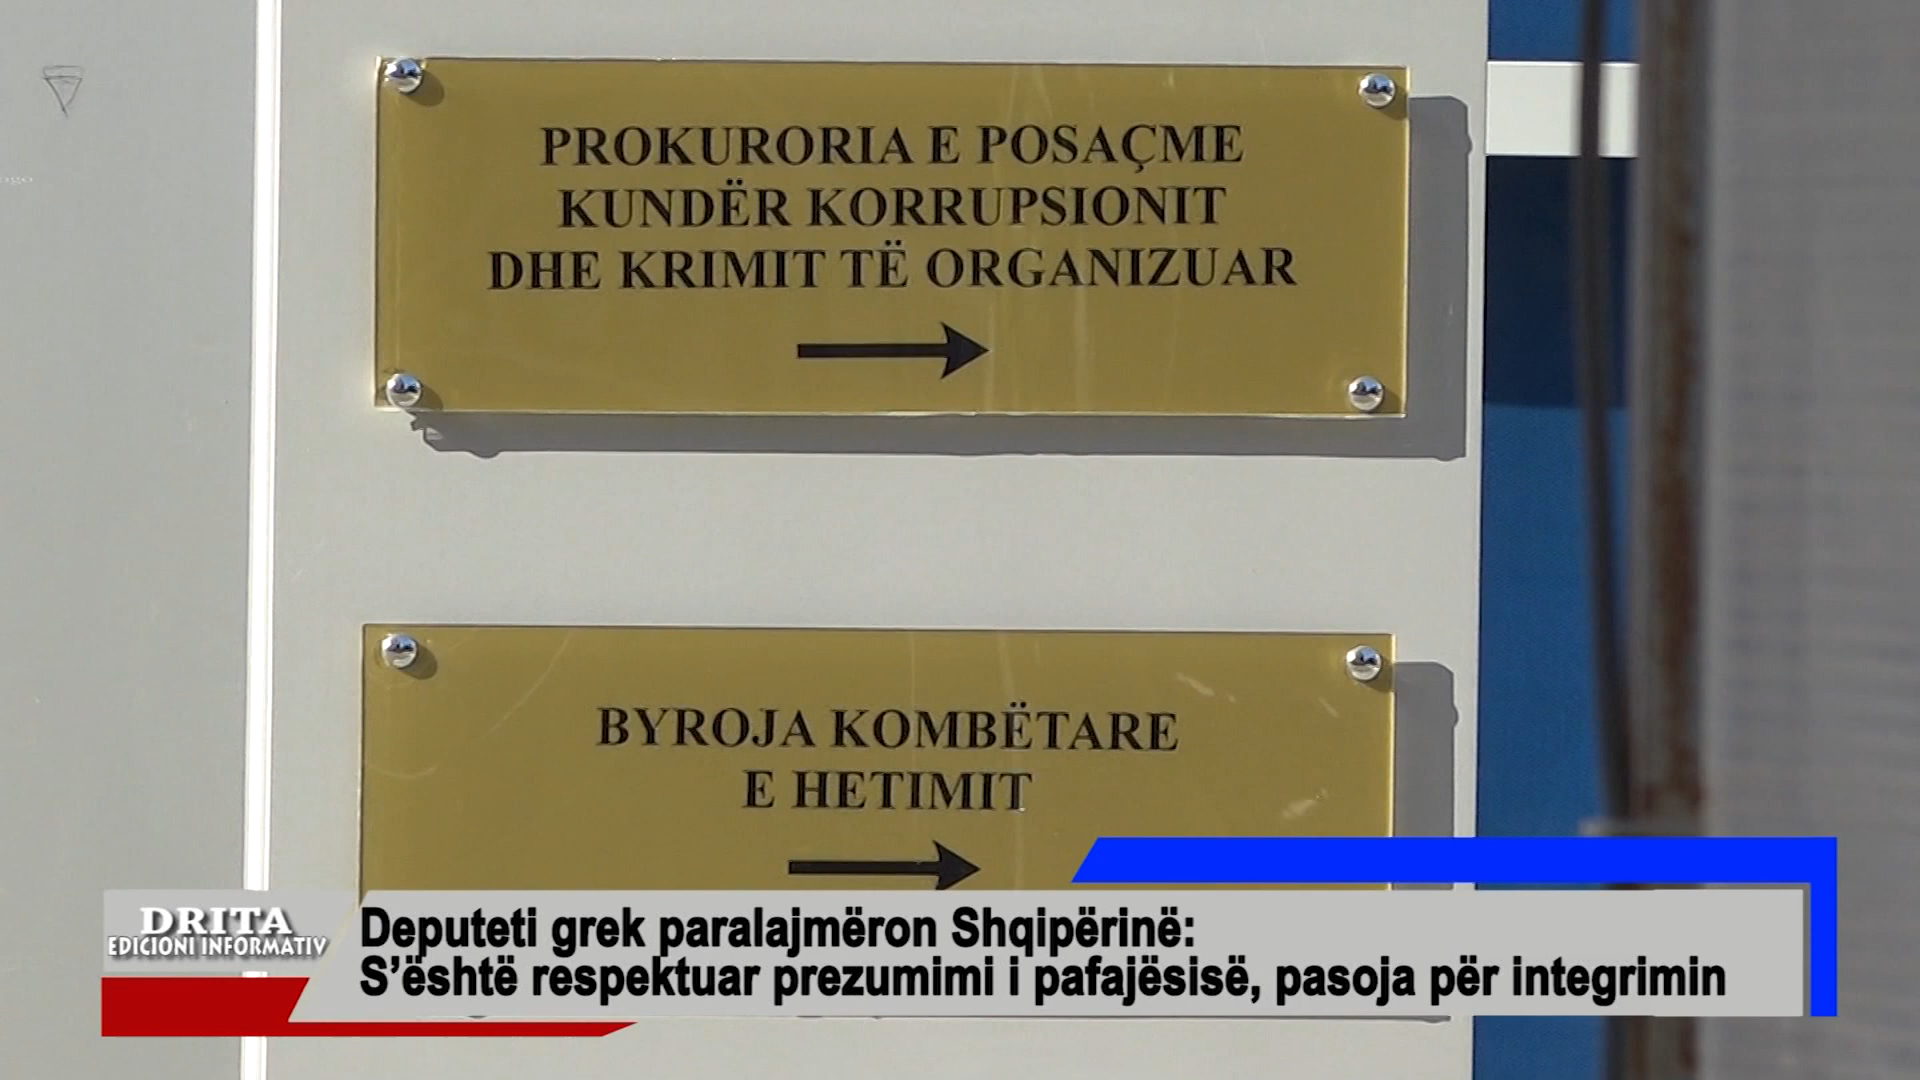 PROKURORIA E POSAÇME
KUNDËR KORRUPSIONIT
DHE KRIMIT TË ORGANIZUAR
BYROJA KOMBËTARE
E HETIMIT
DRITA
EDICIONI INFORMATIV
Deputeti grek paralajmëron Shqipërinë:
S'është respektuar prezumimi i pafajësisë, pasoja për integrimin